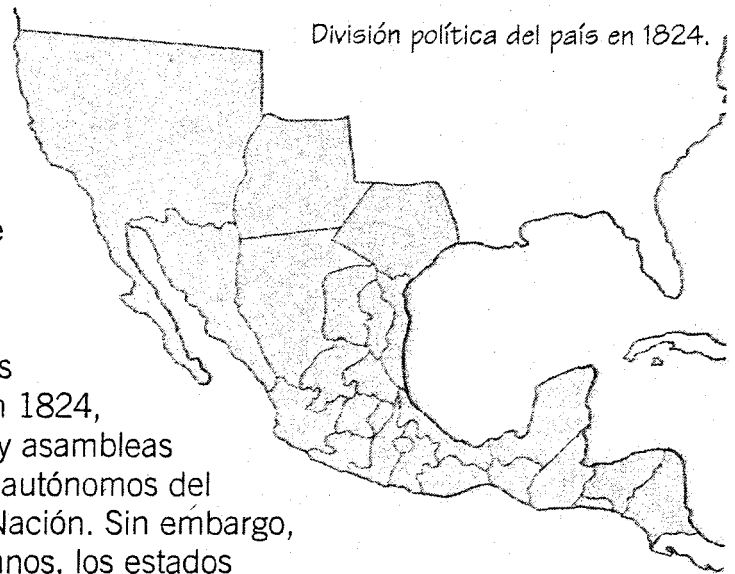 División política del país en 1824.
e
s
n 1824,
y asambleas
autónomos del
Nación. Sin embargo,
nos, los estados